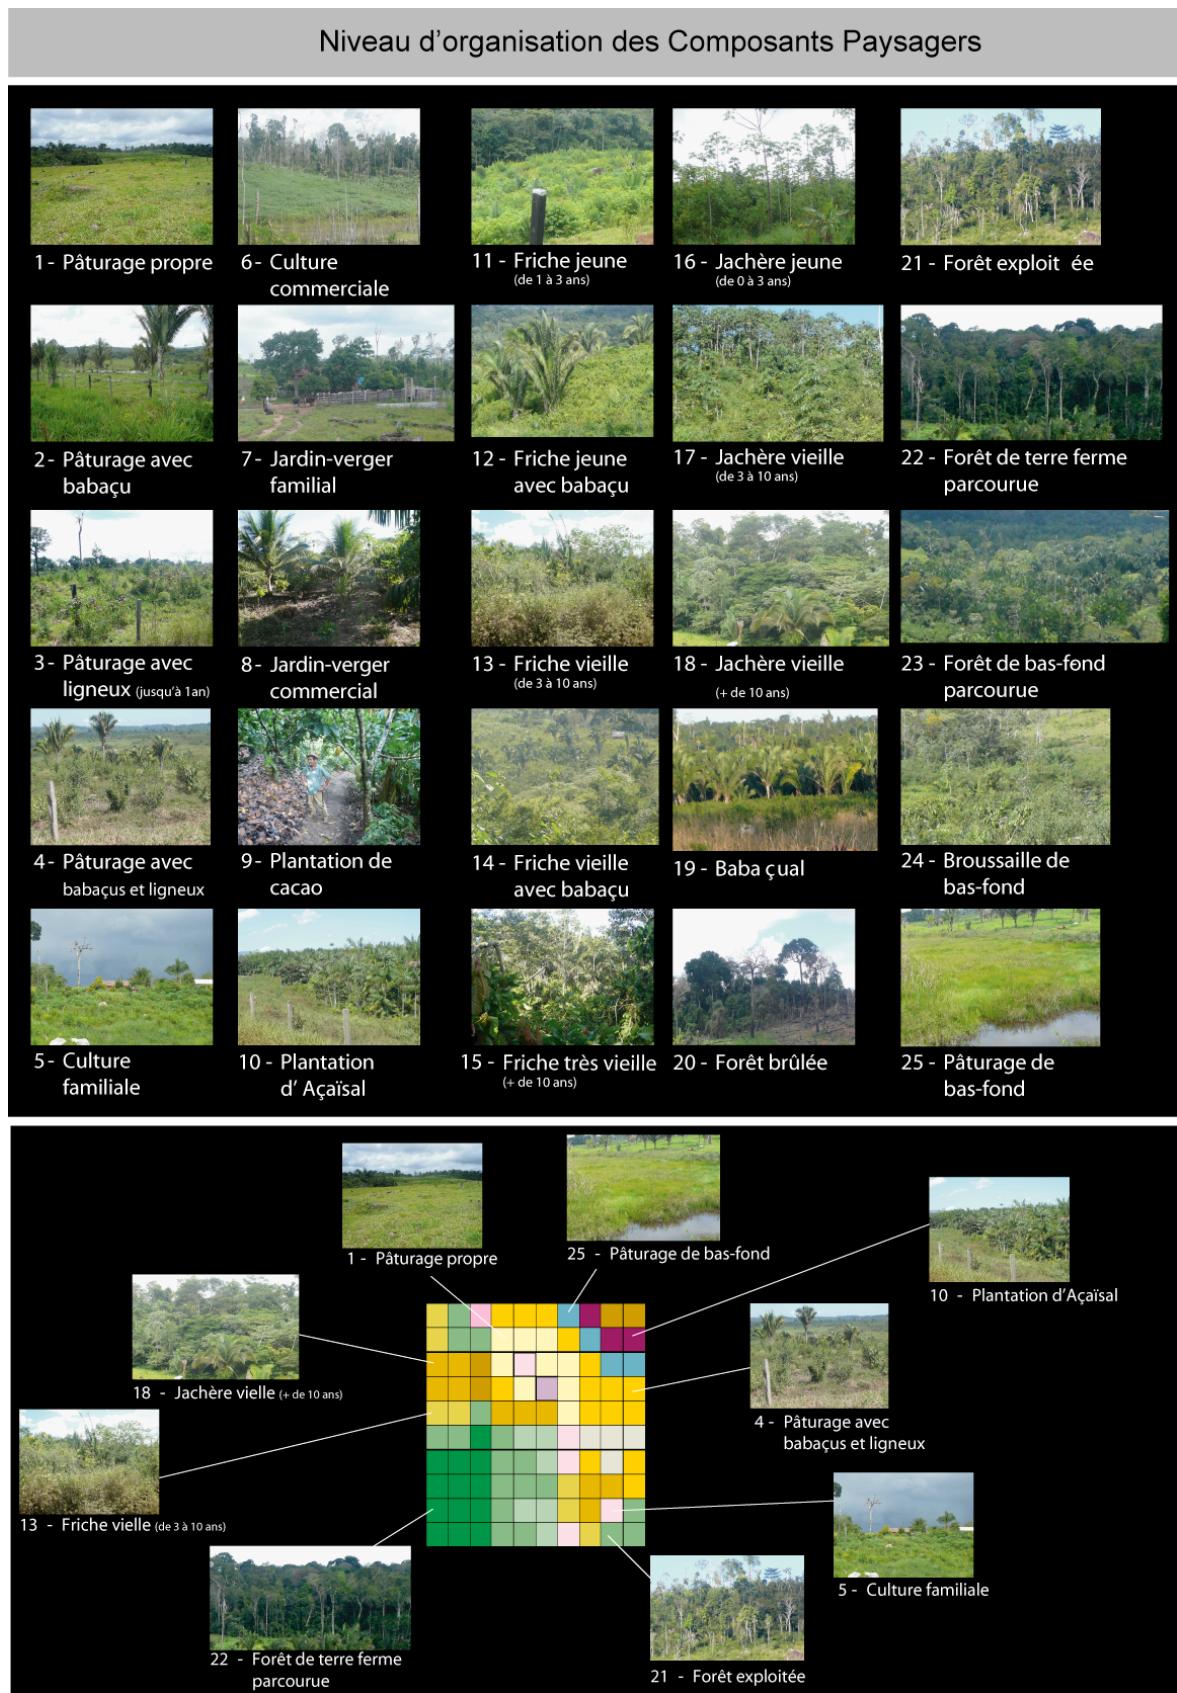 Niveau d'organisation des Composants Paysagers
1 - Pâturage propre
6 - Culture
commerciale
11 - Friche jeune
(de 1 à 3 ans)
16 - Jachère jeune
(de 0 à 3 ans)
21 - Forêt exploit ée
2 - Pâturage avec
babaçu
7 - Jardin-verger
familial
12 - Friche jeune
avec babaçu
17 - Jachère vieille
(de 3 à 10 ans)
22 - Forêt de terre ferme
parcourue
3 - Pâturage avec
ligneux (jusqu'à 1an)
8 - Jardin-verger
commercial
13 - Friche vieille
(de 3 à 10 ans)
18 - Jachère vieille
(+ de 10 ans)
23 - Forêt de bas-fond
parcourue
4 - Pâturage avec
babaçus et ligneux
9 - Plantation de
cacao
14 - Friche vieille
avec babaçu
19 - Baba çual
24 - Broussaille de
bas-fond
5 - Culture
familiale
10 - Plantation
d' Açaïsal
15 - Friche très vieille
(+ de 10 ans)
20 - Forêt brûlée
25 - Pâturage de
bas-fond
1 - Pâturage propre
25 - Pâturage de bas-fond
10 - Plantation d'Açaïsal
18 - Jachère vielle (+ de 10 ans)
4 - Pâturage avec
babaçus et ligneux
13 - Friche vielle (de 3 à 10 ans)
5 - Culture familiale
22 - Forêt de terre ferme
parcourue
21 - Forêt exploitée